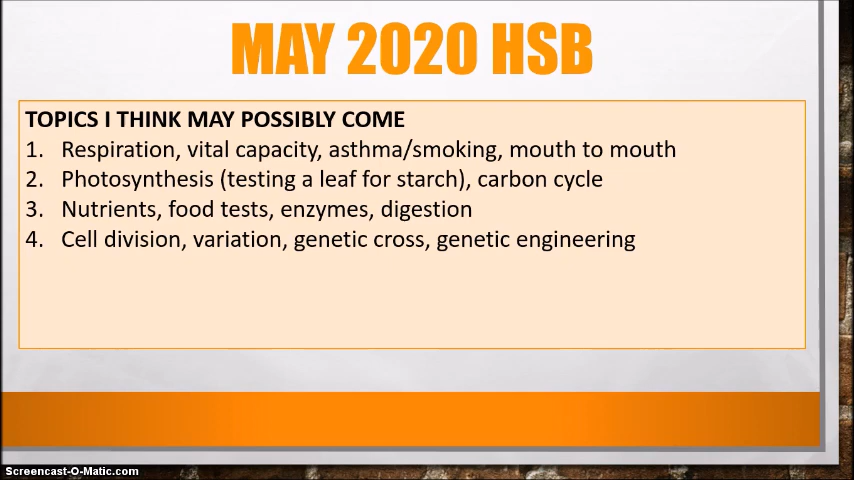 MAY 2020 HSB
TOPICS I THINK MAY POSSIBLY COME
1. Respiration, vital capacity, asthma/smoking, mouth to mouth
2. Photosynthesis (testing a leaf for starch), carbon cycle
3. Nutrients, food tests, enzymes, digestion
4. Cell division, variation, genetic cross, genetic engineering
Screencast-O-Matic.com